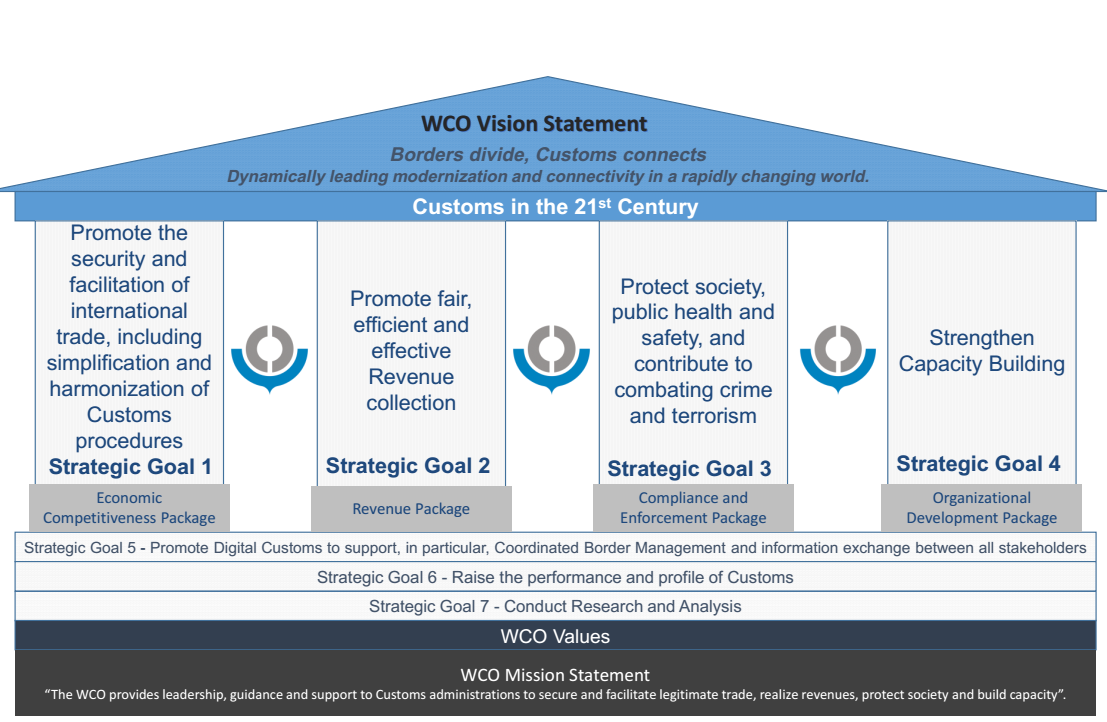 WCO Vision Statement
Borders divide, Customs connects
Dynamically leading modernization and connectivity in a rapidly changing world.
Customs in the 21st Century
Promote the
security and
facilitation of
international
trade, including
simplification and
harmonization of
Customs
procedures
Strategic Goal 1
Economic
Competitiveness Package
Promote fair,
efficient and
effective
Revenue
collection
Strategic Goal 2
Revenue Package
Protect society,
public health and
safety, and
contribute to
combating crime
and terrorism
Strategic Goal 3
Compliance and
Enforcement Package
Strengthen
Capacity Building
Strategic Goal 4
Organizational
Development Package
Strategic Goal 5 - Promote Digital Customs to support, in particular, Coordinated Border Management and information exchange between all stakeholders
Strategic Goal 6 - Raise the performance and profile of Customs
Strategic Goal 7 - Conduct Research and Analysis
WCO Values
WCO Mission Statement
“The WCO provides leadership, guidance and support to Customs administrations to secure and facilitate legitimate trade, realize revenues, protect society and build capacity”.